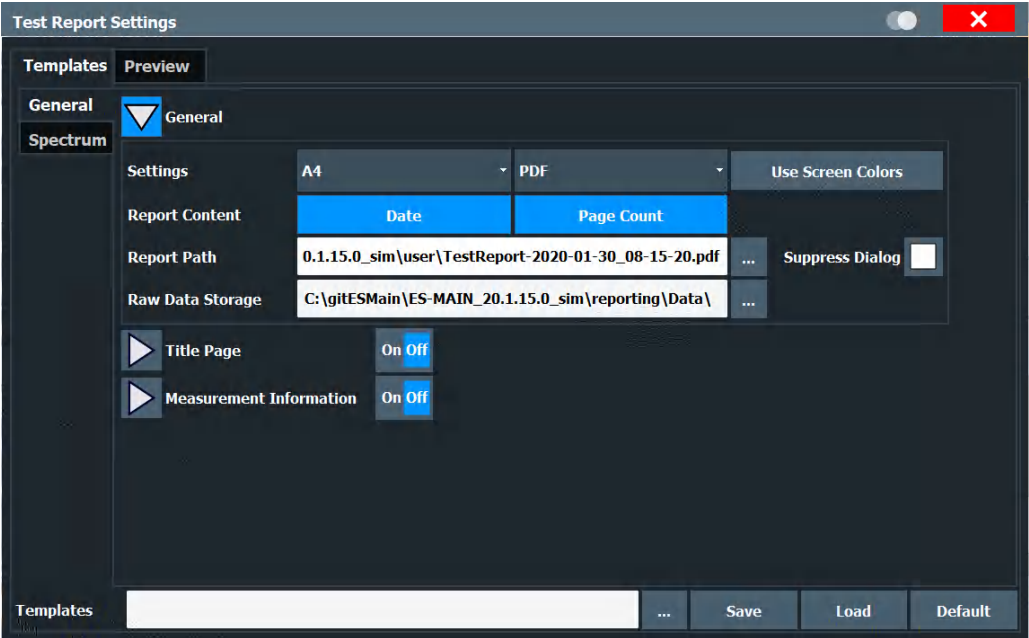 Test Report Settings
Templates Preview
General
Spectrum
General
Settings A4 PDF Use Screen Colors
Report Content Date Page Count
Report Path 0.1.15.0_sim\user\TestReport-2020-01-30_08-15-20.pdf ... Suppress Dialog
Raw Data Storage C:\gitESMain\ES-MAIN_20.1.15.0_sim\reporting\Data\ ...
Title Page On Off
Measurement Information On Off
Templates ... Save Load Default